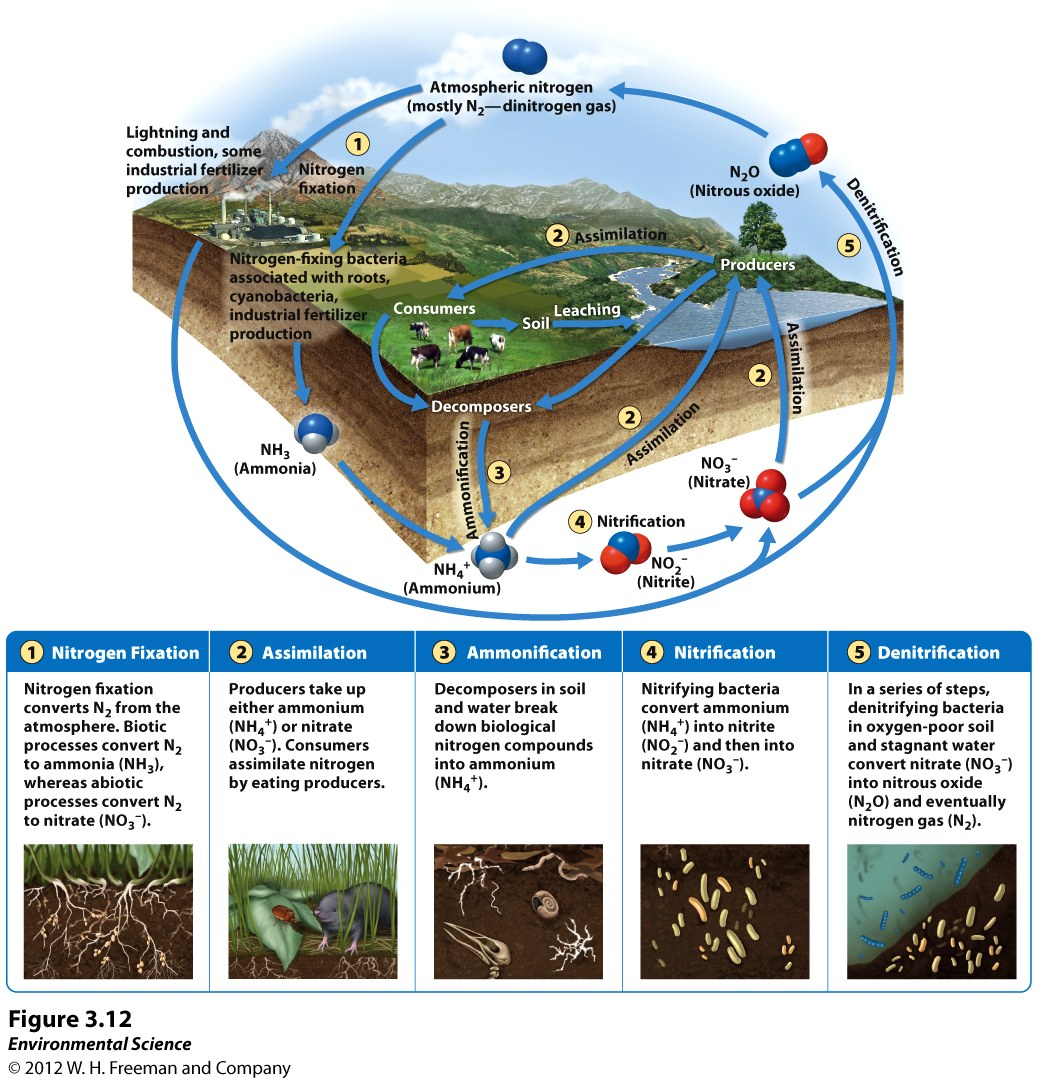 Atmospheric nitrogen
(mostly N₂—dinitrogen gas)
Lightning and
combustion, some
industrial fertilizer
production
1
Nitrogen
fixation
N₂O
(Nitrous oxide)
Denitrification
5
2 Assimilation
Producers
Nitrogen-fixing bacteria
associated with roots,
cyanobacteria,
industrial fertilizer
production
Consumers
Soil
Leaching
Decomposers
2
Assimilation
2
Assimilation
Ammonification
3
NH₃
(Ammonia)
NO₃⁻
(Nitrate)
4 Nitrification
NH₄⁺
(Ammonium)
NO₂⁻
(Nitrite)
1 Nitrogen Fixation
Nitrogen fixation
converts N₂ from the
atmosphere. Biotic
processes convert N₂
to ammonia (NH₃),
whereas abiotic
processes convert N₂
to nitrate (NO₃⁻).
2 Assimilation
Producers take up
either ammonium
(NH₄⁺) or nitrate
(NO₃⁻). Consumers
assimilate nitrogen
by eating producers.
3 Ammonification
Decomposers in soil
and water break
down biological
nitrogen compounds
into ammonium
(NH₄⁺).
4 Nitrification
Nitrifying bacteria
convert ammonium
(NH₄⁺) into nitrite
(NO₂⁻) and then into
nitrate (NO₃⁻).
5 Denitrification
In a series of steps,
denitrifying bacteria
in oxygen-poor soil
and stagnant water
convert nitrate (NO₃⁻)
into nitrous oxide
(N₂O) and eventually
nitrogen gas (N₂).
Figure 3.12
Environmental Science
© 2012 W. H. Freeman and Company